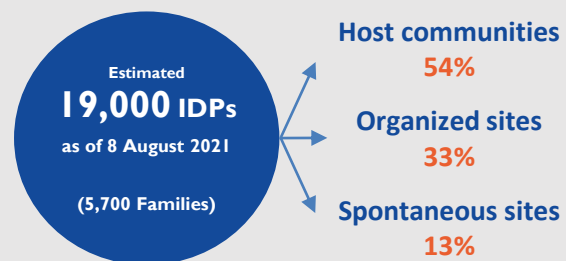 Estimated
19,000 IDPs
as of 8 August 2021
(5,700 Families)
Host communities
54%
Organized sites
33%
Spontaneous sites
13%